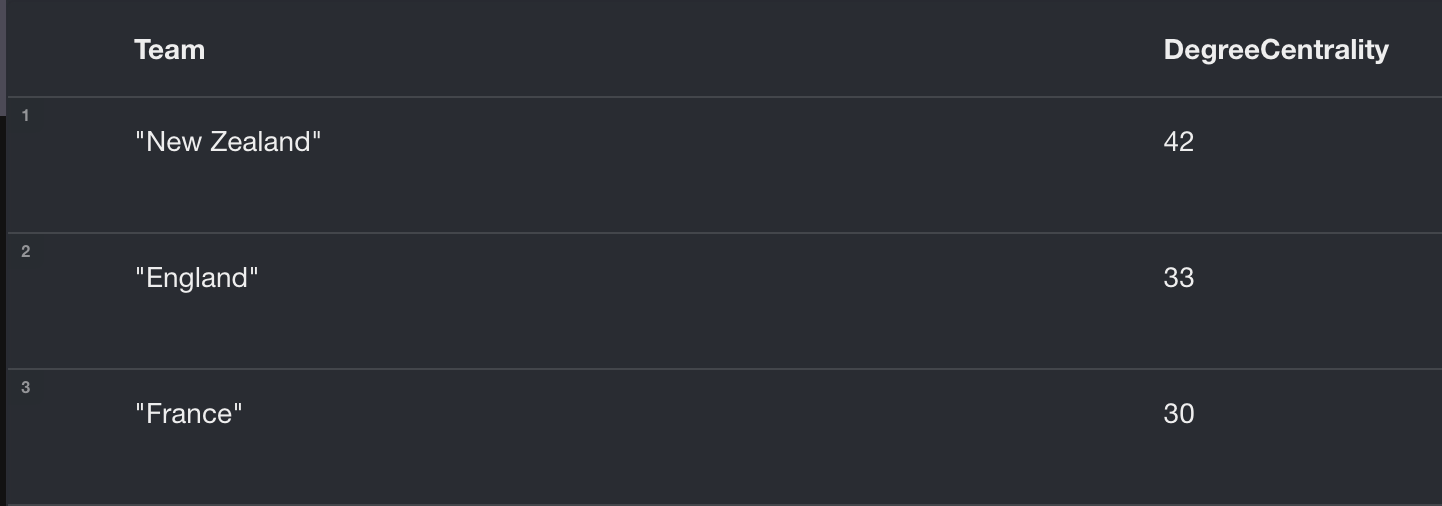 Team DegreeCentrality
1
"New Zealand" 42
2
"England" 33
3
"France" 30